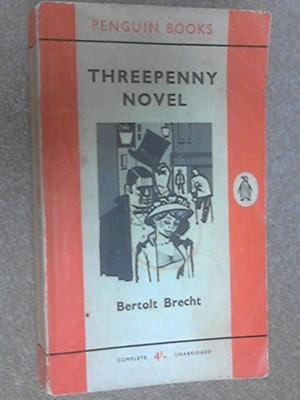 PENGUIN BOOKS
THREEPENNY
NOVEL
Bertolt Brecht
COMPLETE 4/- UNABRIDGED